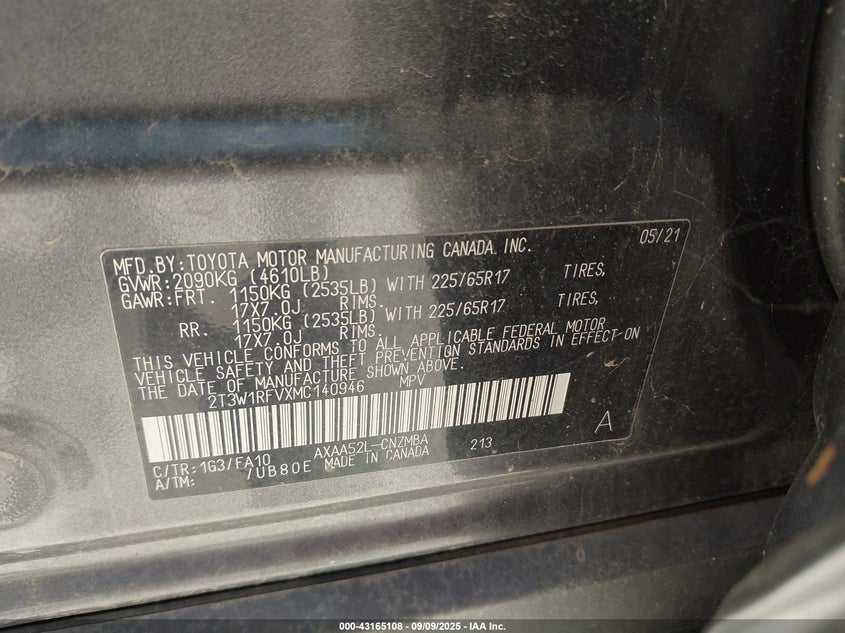 05/21
MFD.BY:TOYOTA MOTOR MANUFACTURING CANADA INC.
GVWR:2090KG (4610LB)
GAWR:FRT. 1150KG (2535LB) WITH 225/65R17 TIRES,
17X7.0J RIMS.
RR. 1150KG (2535LB) WITH 225/65R17 TIRES,
17X7.0J RIMS.
THIS VEHICLE CONFORMS TO ALL APPLICABLE FEDERAL MOTOR
VEHICLE SAFETY AND THEFT PREVENTION STANDARDS IN EFFECT ON
THE DATE OF MANUFACTURE SHOWN ABOVE.
2T3W1RFVXMC140946 MPV
A
C/TR:1G3/FA10 AXAA52L-CNZMBA 213
A/TM: /UB80E MADE IN CANADA
000-43165108 - 09/09/2025 - IAA Inc.